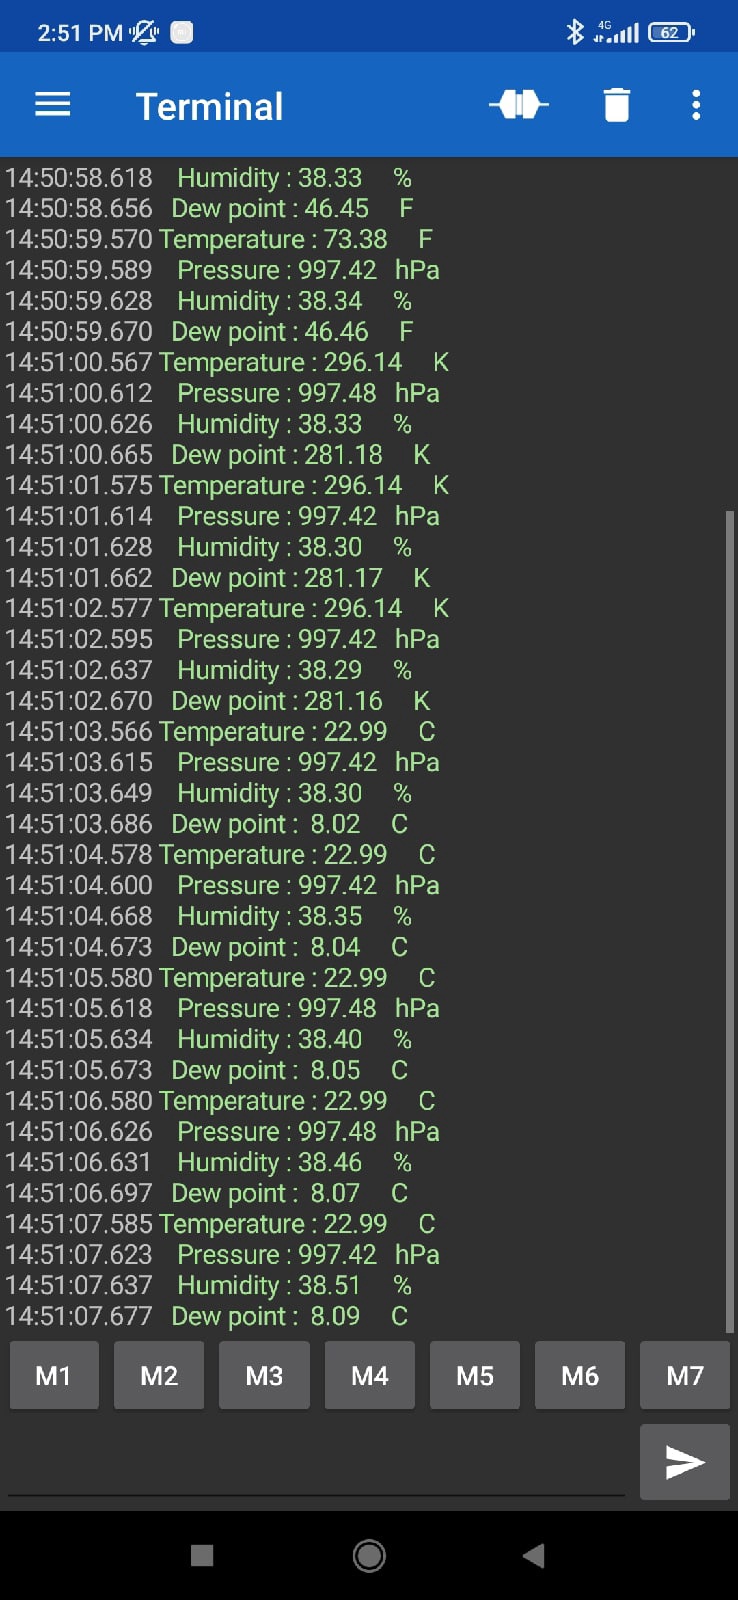 2:51 PM 4G 62
Terminal
14:50:58.618 Humidity : 38.33 %
14:50:58.656 Dew point : 46.45 F
14:50:59.570 Temperature : 73.38 F
14:50:59.589 Pressure : 997.42 hPa
14:50:59.628 Humidity : 38.34 %
14:50:59.670 Dew point : 46.46 F
14:51:00.567 Temperature : 296.14 K
14:51:00.612 Pressure : 997.48 hPa
14:51:00.626 Humidity : 38.33 %
14:51:00.665 Dew point : 281.18 K
14:51:01.575 Temperature : 296.14 K
14:51:01.614 Pressure : 997.42 hPa
14:51:01.628 Humidity : 38.30 %
14:51:01.662 Dew point : 281.17 K
14:51:02.577 Temperature : 296.14 K
14:51:02.595 Pressure : 997.42 hPa
14:51:02.637 Humidity : 38.29 %
14:51:02.670 Dew point : 281.16 K
14:51:03.566 Temperature : 22.99 C
14:51:03.615 Pressure : 997.42 hPa
14:51:03.649 Humidity : 38.30 %
14:51:03.686 Dew point : 8.02 C
14:51:04.578 Temperature : 22.99 C
14:51:04.600 Pressure : 997.42 hPa
14:51:04.668 Humidity : 38.35 %
14:51:04.673 Dew point : 8.04 C
14:51:05.580 Temperature : 22.99 C
14:51:05.618 Pressure : 997.48 hPa
14:51:05.634 Humidity : 38.40 %
14:51:05.673 Dew point : 8.05 C
14:51:06.580 Temperature : 22.99 C
14:51:06.626 Pressure : 997.48 hPa
14:51:06.631 Humidity : 38.46 %
14:51:06.697 Dew point : 8.07 C
14:51:07.585 Temperature : 22.99 C
14:51:07.623 Pressure : 997.42 hPa
14:51:07.637 Humidity : 38.51 %
14:51:07.677 Dew point : 8.09 C
M1 M2 M3 M4 M5 M6 M7